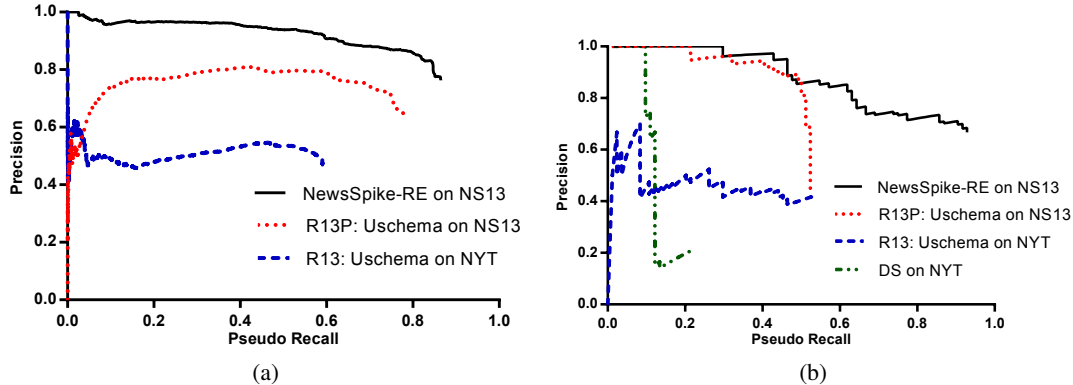 1.0
0.8
0.6
0.4
0.2
0.0
Precision
0.0 0.2 0.4 0.6 0.8 1.0
Pseudo Recall
NewsSpike-RE on NS13
R13P: Uschema on NS13
R13: Uschema on NYT
(a)
1.0
0.8
0.6
0.4
0.2
0.0
Precision
0.0 0.2 0.4 0.6 0.8 1.0
Pseudo Recall
NewsSpike-RE on NS13
R13P: Uschema on NS13
R13: Uschema on NYT
DS on NYT
(b)